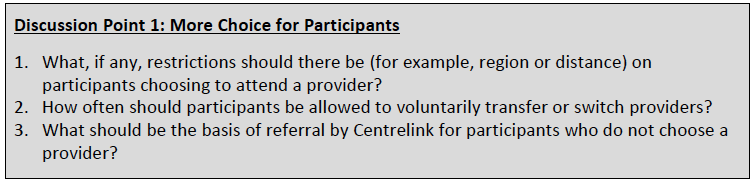 Discussion Point 1: More Choice for Participants
1. What, if any, restrictions should there be (for example, region or distance) on
participants choosing to attend a provider?
2. How often should participants be allowed to voluntarily transfer or switch providers?
3. What should be the basis of referral by Centrelink for participants who do not choose a
provider?